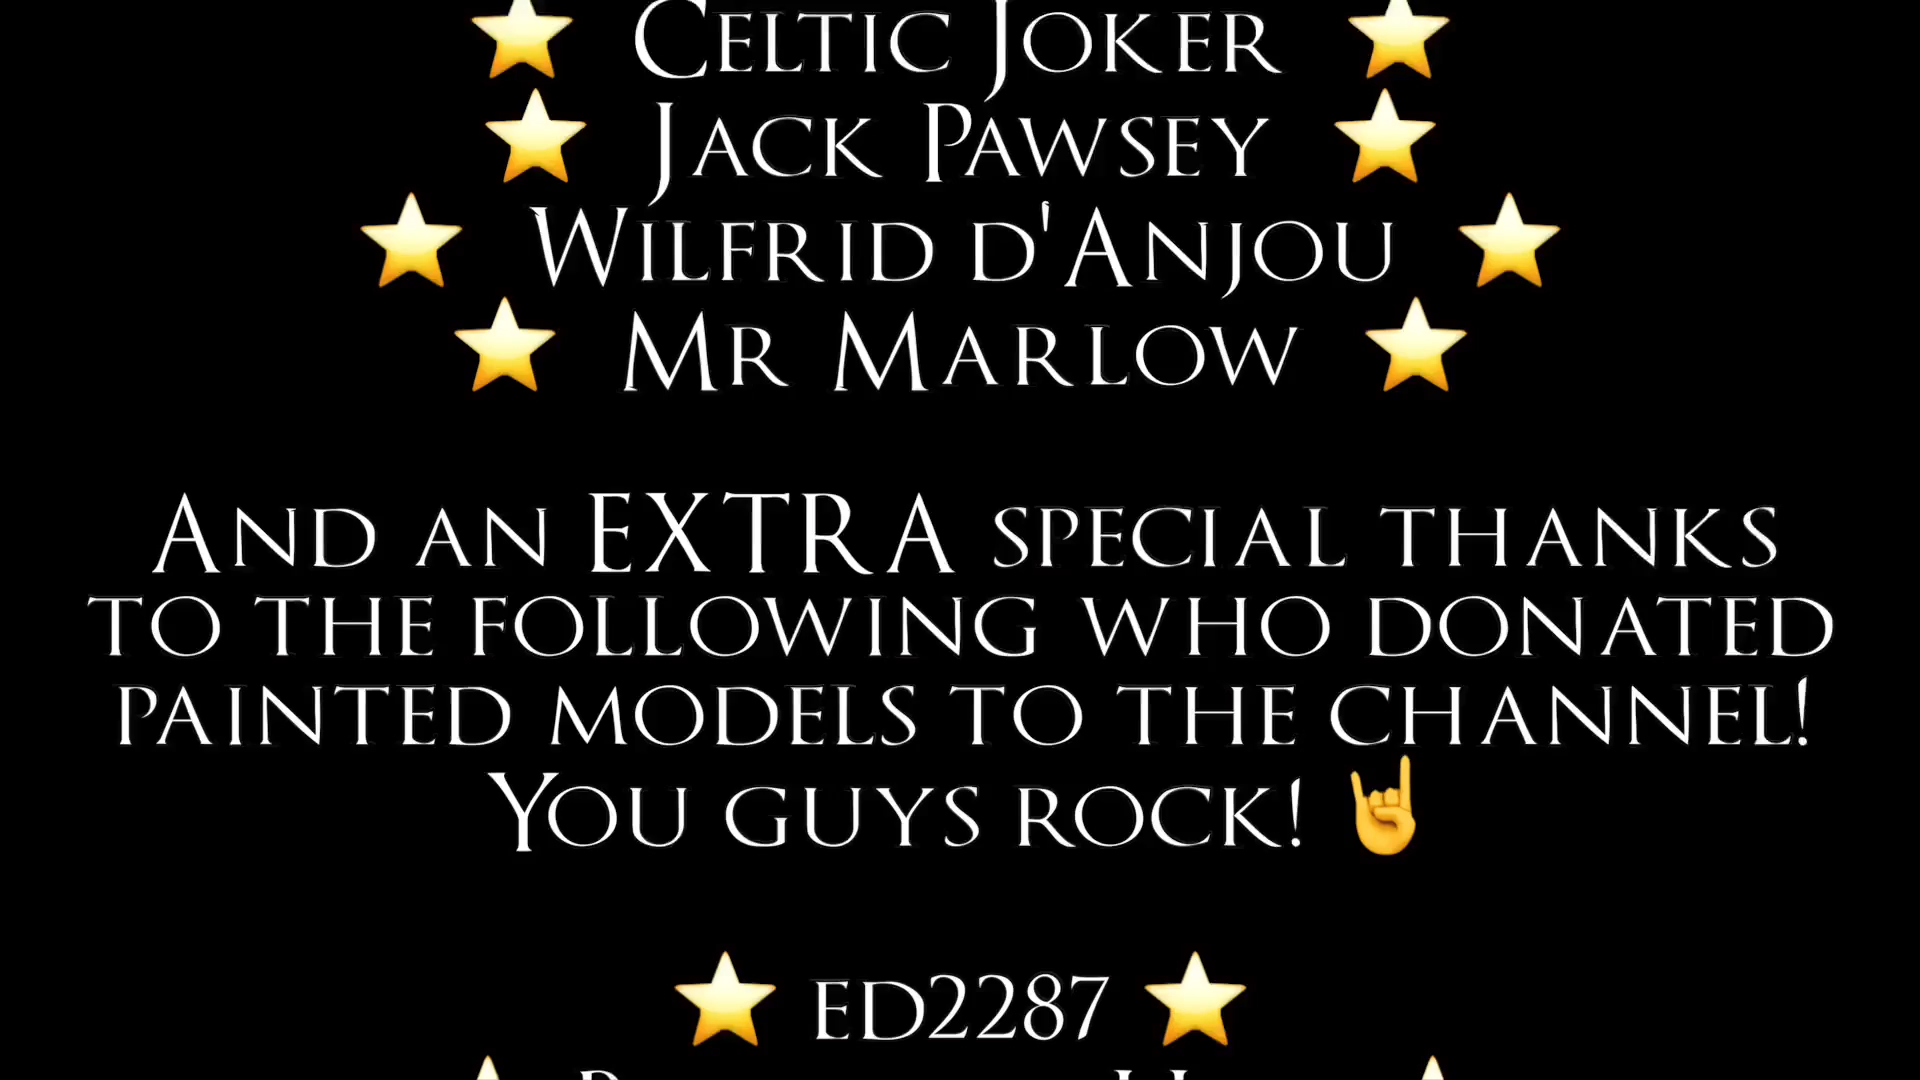 ⭐ Celtic Joker ⭐
⭐ Jack Pawsey ⭐
⭐ Wilfrid d'Anjou ⭐
⭐ Mr Marlow ⭐
And an EXTRA special thanks
to the following who donated
painted models to the channel!
You guys rock! 🤘
⭐ ed2287 ⭐